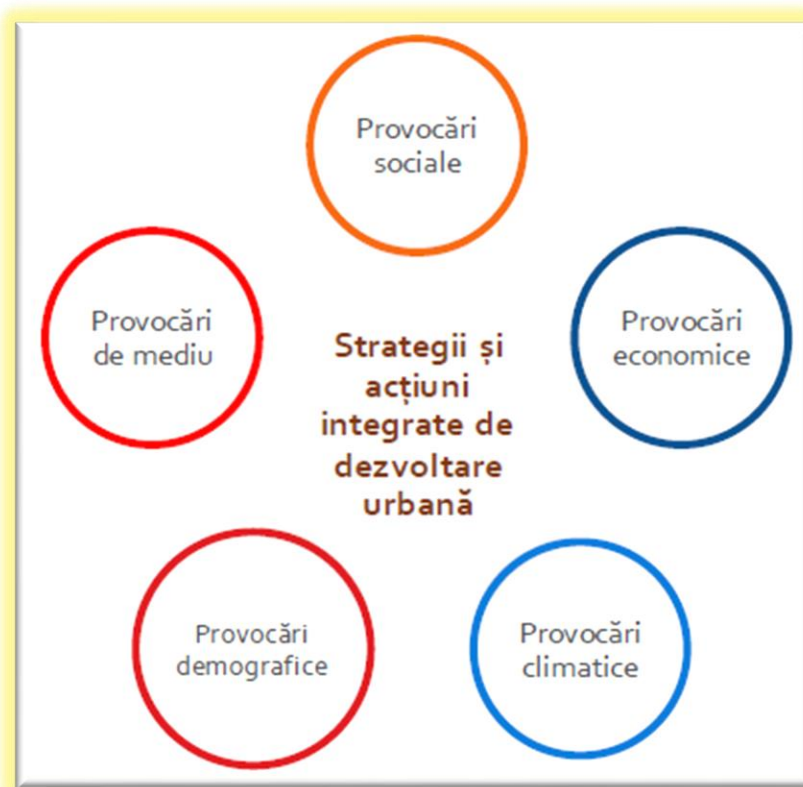 Provocări
sociale
Provocări
de mediu
Provocări
economice
Strategii și
acțiuni
integrate de
dezvoltare
urbană
Provocări
demografice
Provocări
climatice